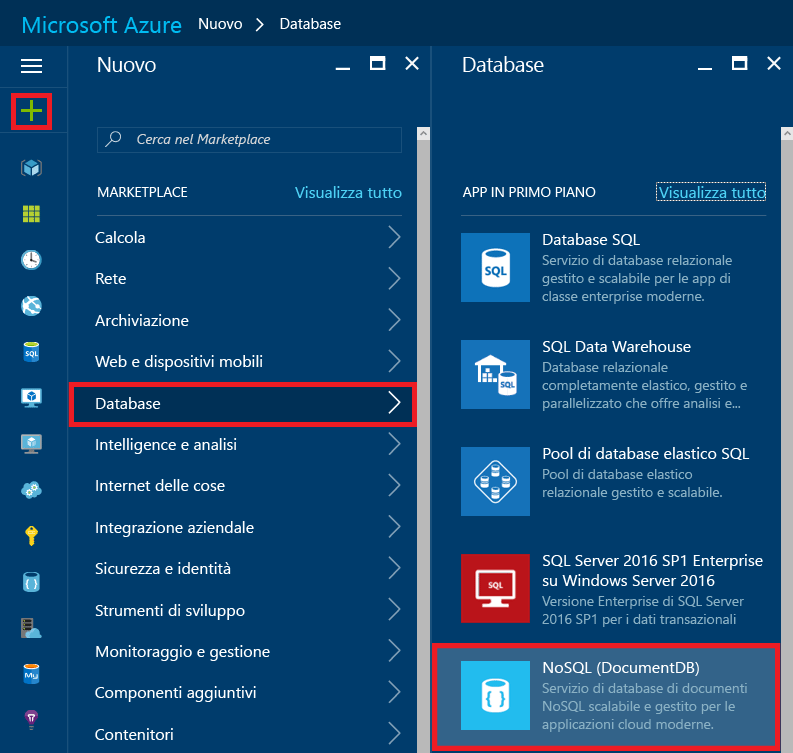 Microsoft Azure Nuovo > Database
Nuovo
Cerca nel Marketplace
MARKETPLACE Visualizza tutto
Calcola
Rete
Archiviazione
Web e dispositivi mobili
Database
Intelligence e analisi
Internet delle cose
Integrazione aziendale
Sicurezza e identità
Strumenti di sviluppo
Monitoraggio e gestione
Componenti aggiuntivi
Contenitori
Database
APP IN PRIMO PIANO Visualizza tutto
SQL
Database SQL
Servizio di database relazionale
gestito e scalabile per le app di
classe enterprise moderne.
SQL
SQL Data Warehouse
Database relazionale
completamente elastico, gestito e
parallelizzato che offre analisi e...
Pool di database elastico SQL
Pool di database elastico
relazionale gestito e scalabile.
SQL
SQL Server 2016 SP1 Enterprise
su Windows Server 2016
Versione Enterprise di SQL Server
2016 SP1 per i dati transazionali
{ }
NoSQL (DocumentDB)
Servizio di database di documenti
NoSQL scalabile e gestito per le
applicazioni cloud moderne.
SQL
My